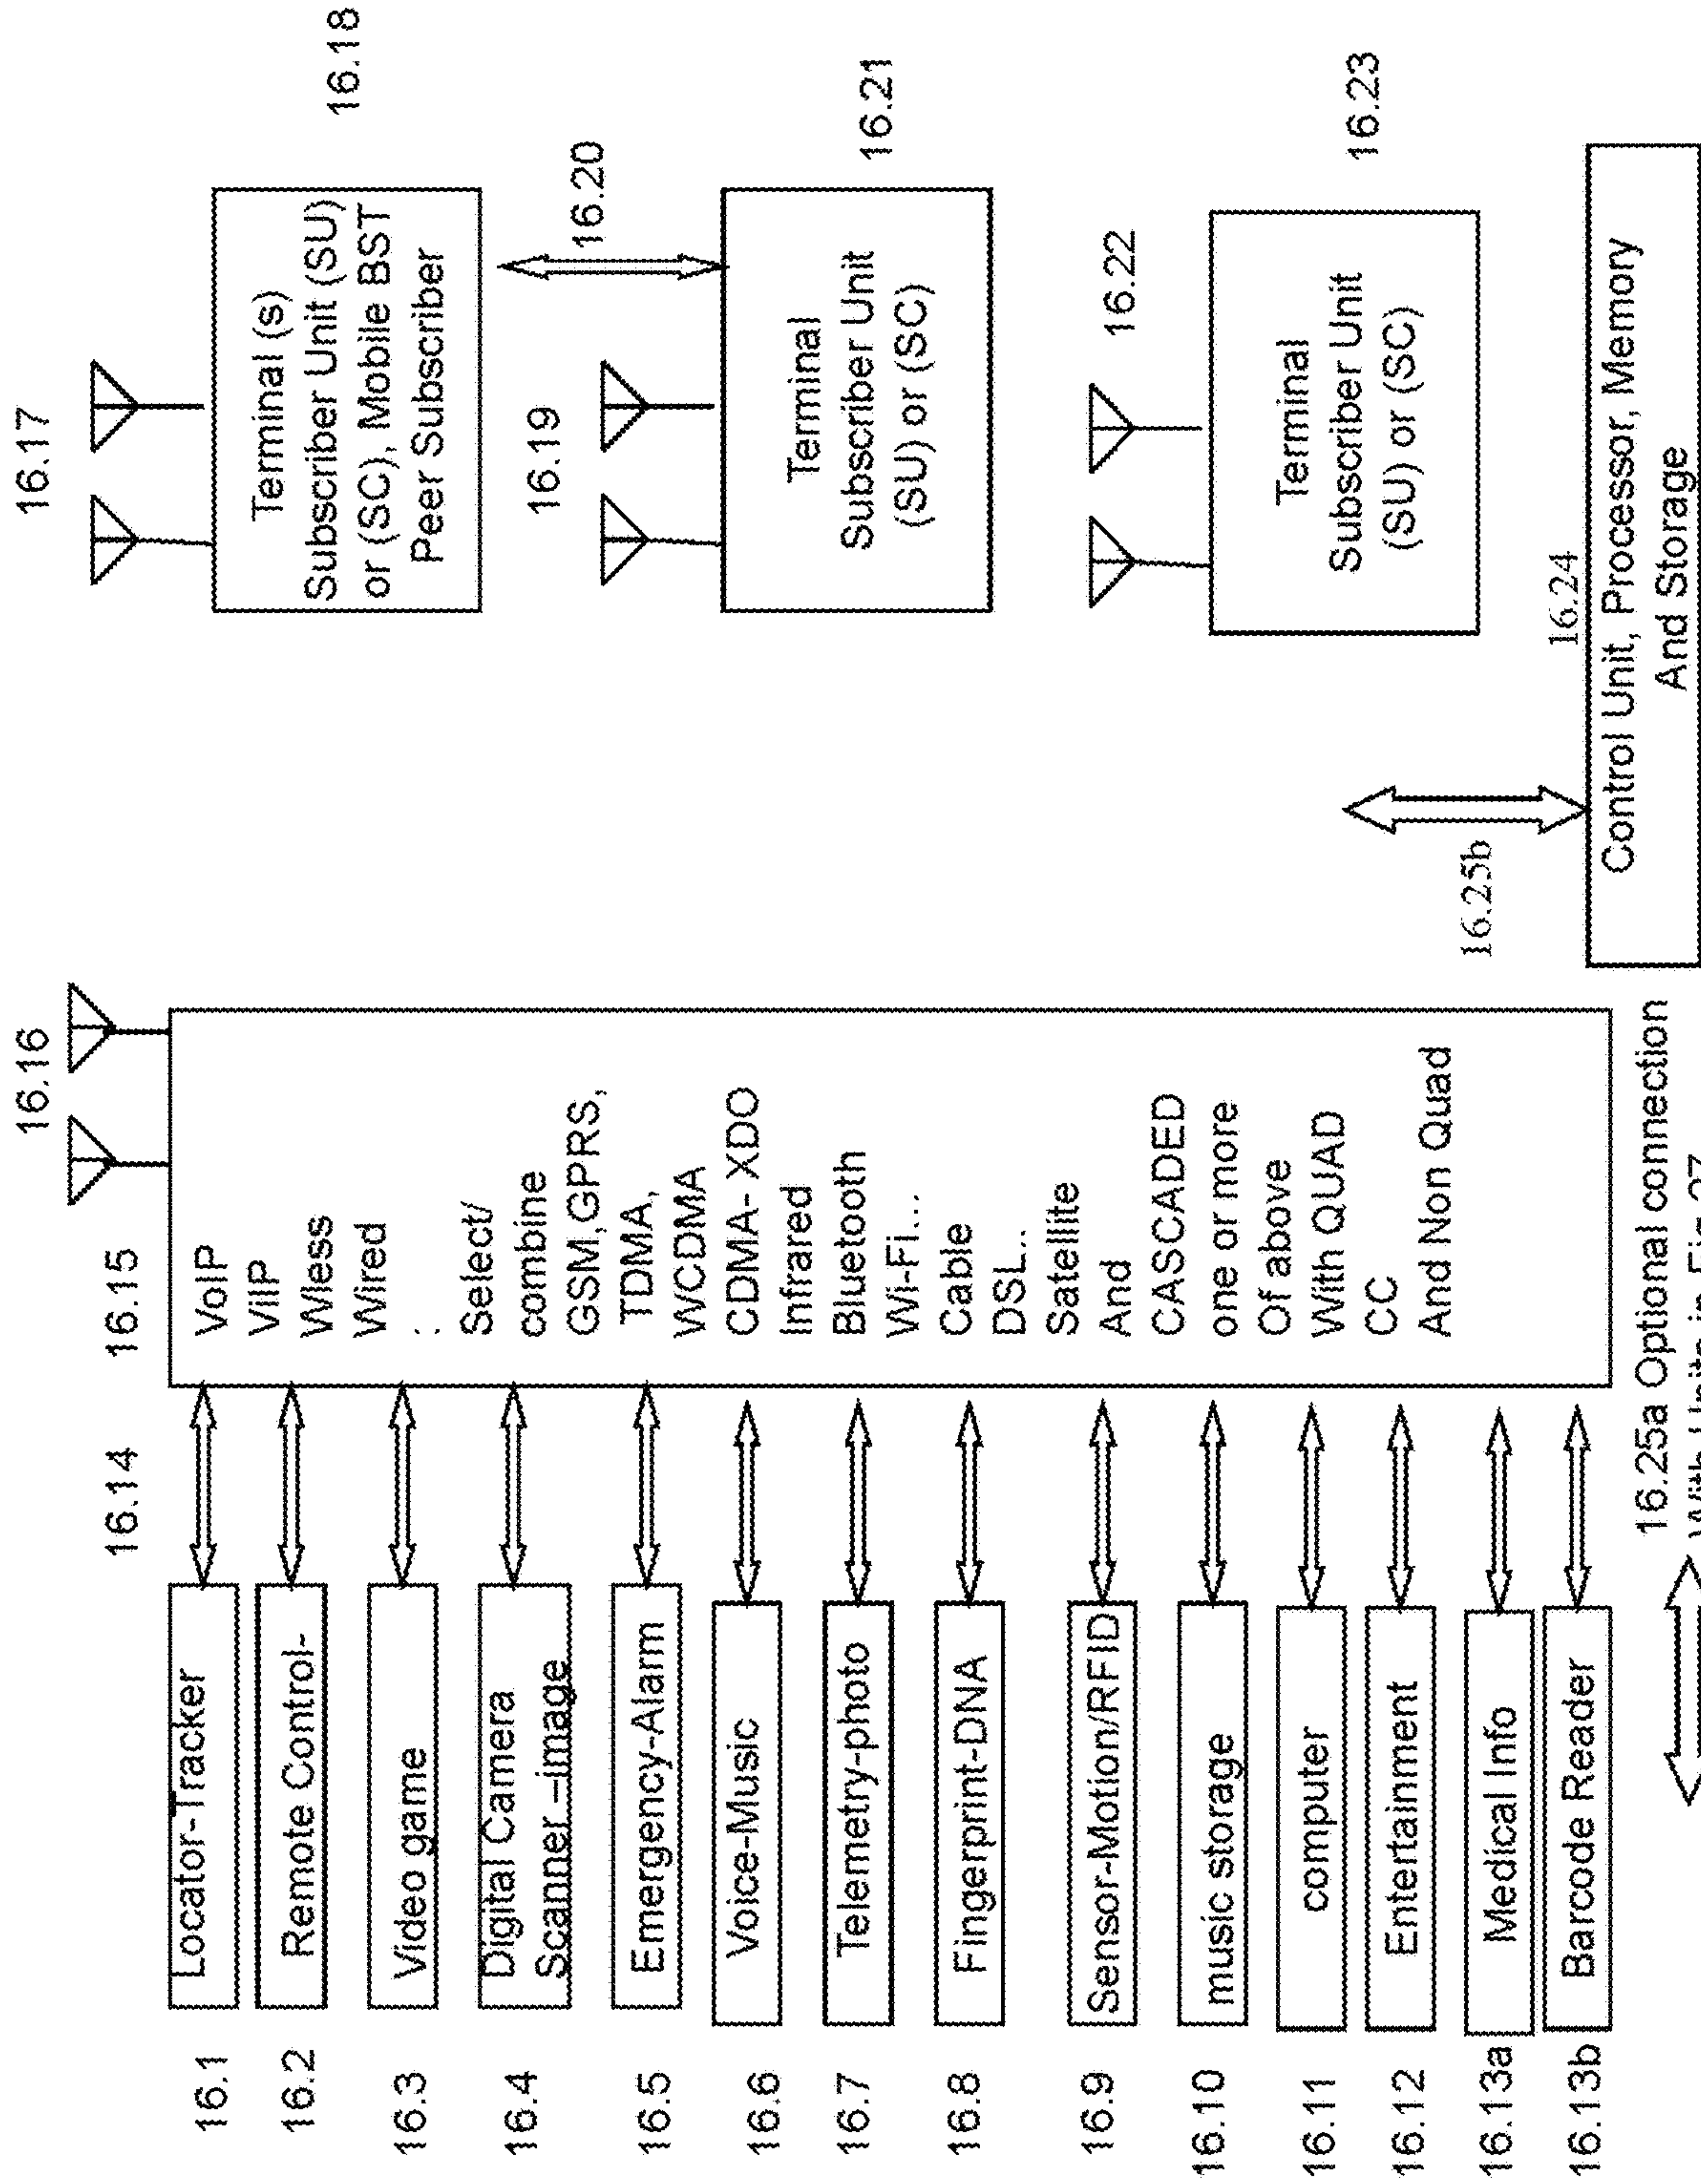 16.1
Locator-Tracker
16.2
Remote Control-
16.3
Video game
16.4
Digital Camera
Scanner –image
16.5
Emergency-Alarm
16.6
Voice-Music
16.7
Telemetry-photo
16.8
Fingerprint-DNA
16.9
Sensor-Motion/RFID
16.10
music storage
16.11
computer
16.12
Entertainment
16.13a
Medical Info
16.13b
Barcode Reader
16.14
16.15
16.16
VoIP
ViIP
Wless
Wired
:
Select/
combine
GSM,GPRS,
TDMA,
WCDMA
CDMA- XDO
Infrared
Bluetooth
Wi-Fi...
Cable
DSL..
Satellite
And
CASCADED
one or more
Of above
With QUAD
CC
And Non Quad
16.25a Optional connection
With Units in Fig
16.17
16.18
Terminal (s)
Subscriber Unit (SU)
or (SC), Mobile BST
Peer Subscriber
16.19
16.20
16.21
Terminal
Subscriber Unit
(SU) or (SC)
16.22
16.23
Terminal
Subscriber Unit
(SU) or (SC)
16.25b
16.24
Control Unit, Processor, Memory
And Storage